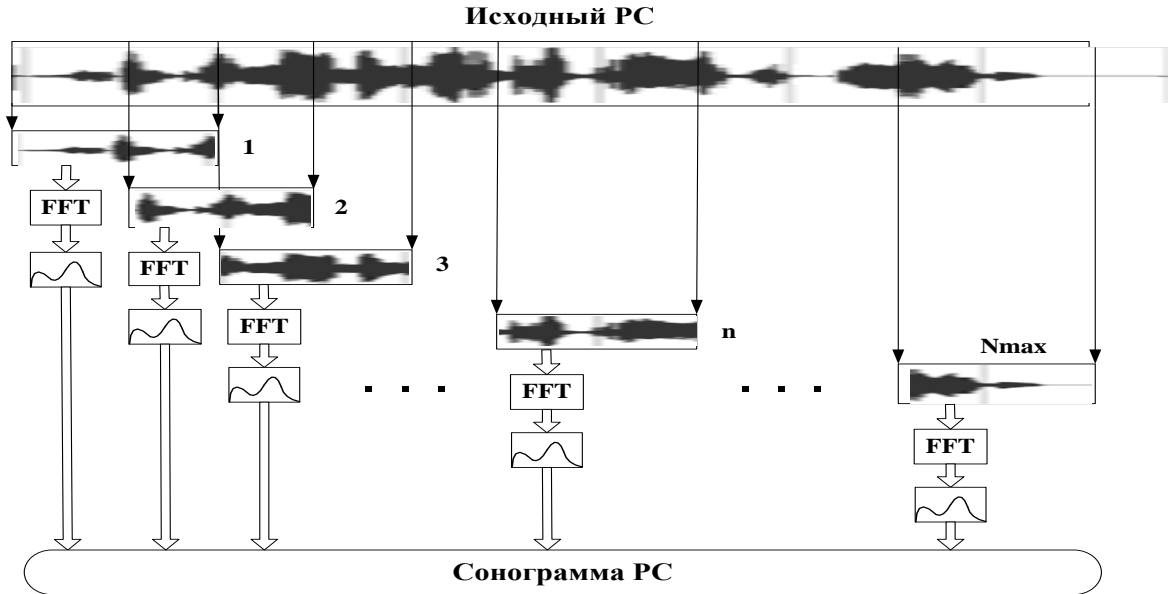 Исходный РС
1
FFT
2
FFT
3
FFT
n
. . .
FFT
. . .
Nmax
FFT
Сонограмма РС